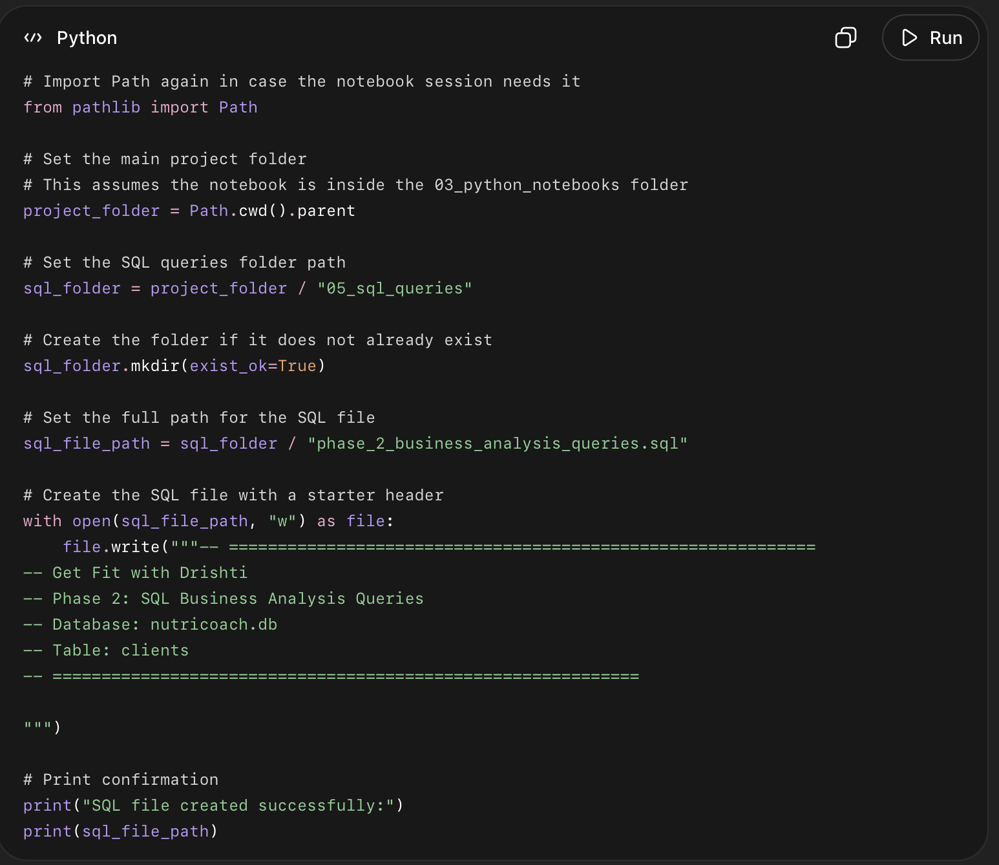 Python
Run
# Import Path again in case the notebook session needs it
from pathlib import Path
# Set the main project folder
# This assumes the notebook is inside the 03_python_notebooks folder
project_folder = Path.cwd().parent
# Set the SQL queries folder path
sql_folder = project_folder / "05_sql_queries"
# Create the folder if it does not already exist
sql_folder.mkdir(exist_ok=True)
# Set the full path for the SQL file
sql_file_path = sql_folder / "phase_2_business_analysis_queries.sql"
# Create the SQL file with a starter header
with open(sql_file_path, "w") as file:
    file.write("""-- ============================================================
-- Get Fit with Drishti
-- Phase 2: SQL Business Analysis Queries
-- Database: nutricoach.db
-- Table: clients
-- ============================================================
""")
# Print confirmation
print("SQL file created successfully:")
print(sql_file_path)